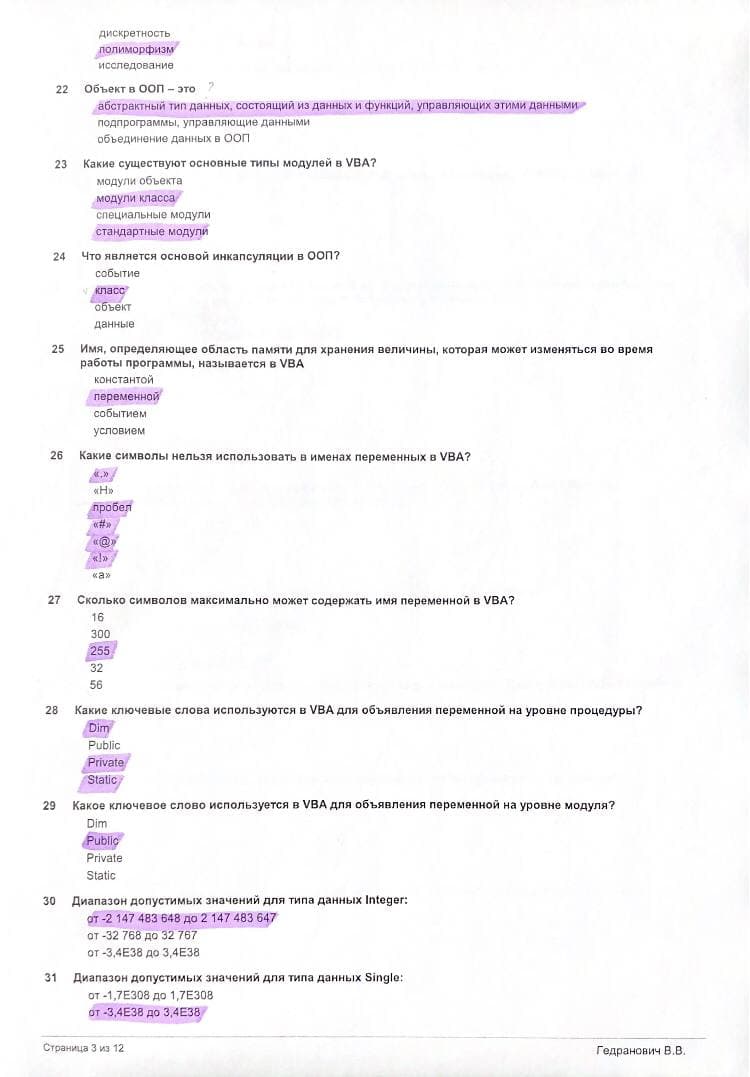 дискретность
полиморфизм
исследование
22 Объект в ООП – это ?
абстрактный тип данных, состоящий из данных и функций, управляющих этими данными
подпрограммы, управляющие данными
объединение данных в ООП
23 Какие существуют основные типы модулей в VBA?
модули объекта
модули класса
специальные модули
стандартные модули
24 Что является основой инкапсуляции в ООП?
событие
класс
объект
данные
25 Имя, определяющее область памяти для хранения величины, которая может изменяться во время
работы программы, называется в VBA
константой
переменной
событием
условием
26 Какие символы нельзя использовать в именах переменных в VBA?
«.»
«Н»
пробел
«#»
«@»
«!»
«а»
27 Сколько символов максимально может содержать имя переменной в VBA?
16
300
255
32
56
28 Какие ключевые слова используются в VBA для объявления переменной на уровне процедуры?
Dim
Public
Private
Static
29 Какое ключевое слово используется в VBA для объявления переменной на уровне модуля?
Dim
Public
Private
Static
30 Диапазон допустимых значений для типа данных Integer:
от -2 147 483 648 до 2 147 483 647
от -32 768 до 32 767
от -3,4E38 до 3,4E38
31 Диапазон допустимых значений для типа данных Single:
от -1,7E308 до 1,7E308
от -3,4E38 до 3,4E38
Страница 3 из 12
Гедранович В.В.